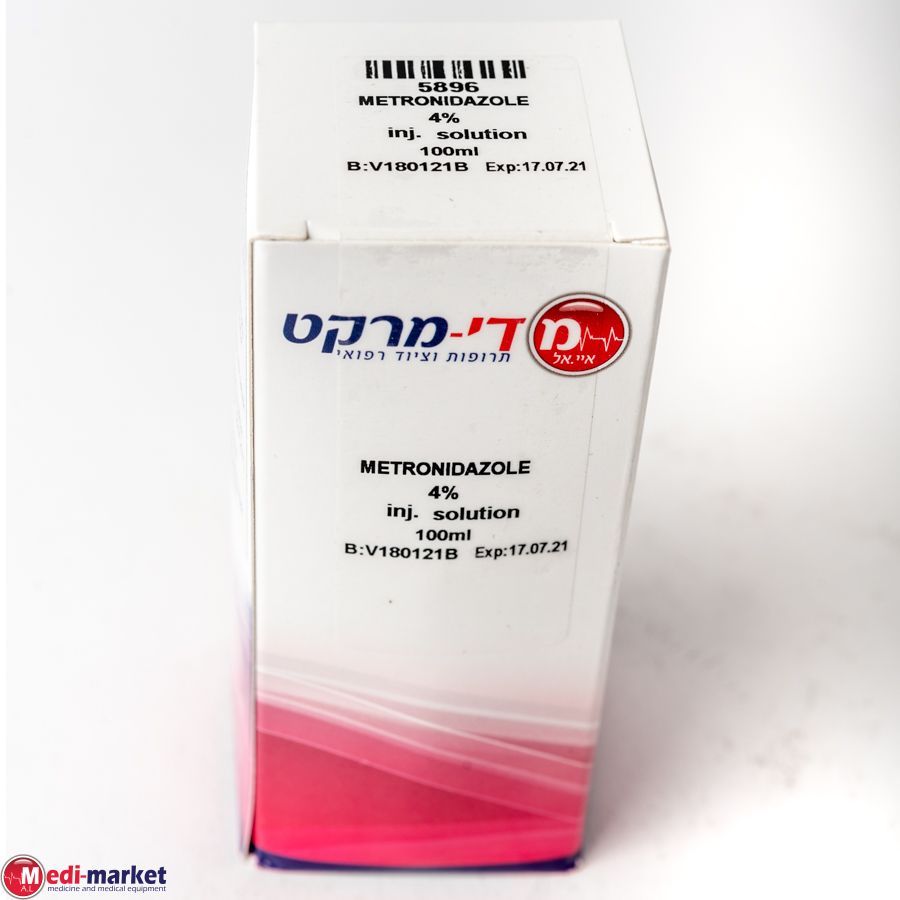 5896
METRONIDAZOLE
4%
inj. solution
100ml
B:V180121B Exp:17.07.21
מדי-מרקט
איי.אל
תרופות וציוד רפואי
METRONIDAZOLE
4%
inj. solution
100ml
B:V180121B Exp:17.07.21
Medi-market
A.L
medicine and medical equipment